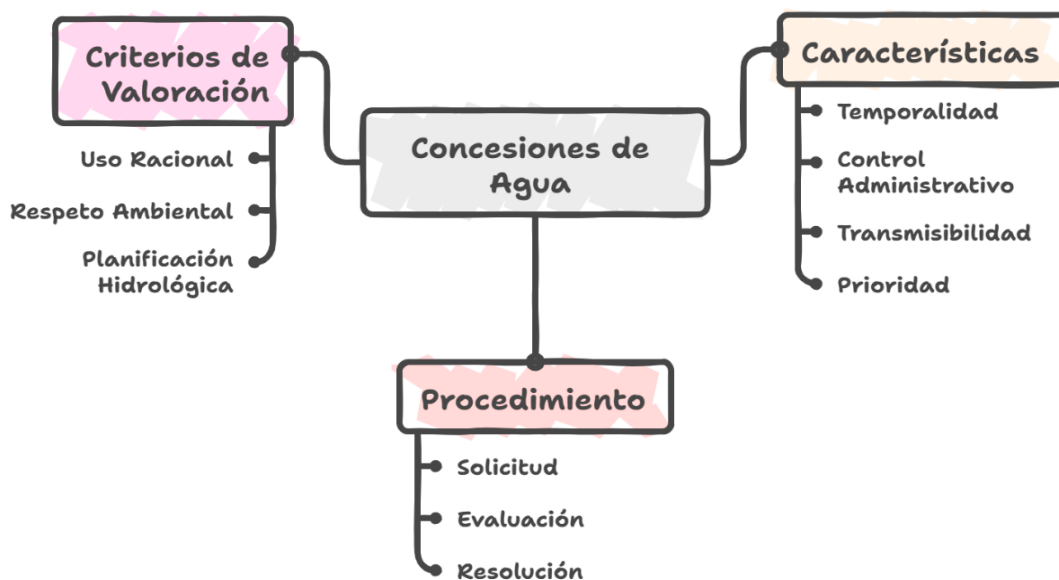 Criterios de
Valoración
Uso Racional
Respeto Ambiental
Planificación
Hidrológica
Concesiones de
Agua
Características
Temporalidad
Control
Administrativo
Transmisibilidad
Prioridad
Procedimiento
Solicitud
Evaluación
Resolución